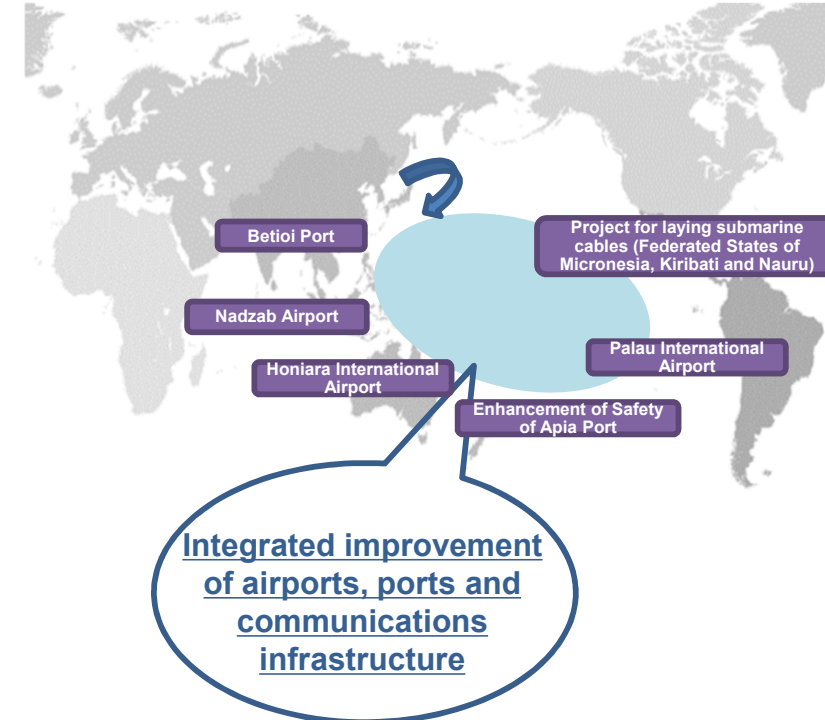 Betioi Port
Project for laying submarine
cables (Federated States of
Micronesia, Kiribati and Nauru)
Nadzab Airport
Palau International
Airport
Honiara International
Airport
Enhancement of Safety
of Apia Port
Integrated improvement
of airports, ports and
communications
infrastructure